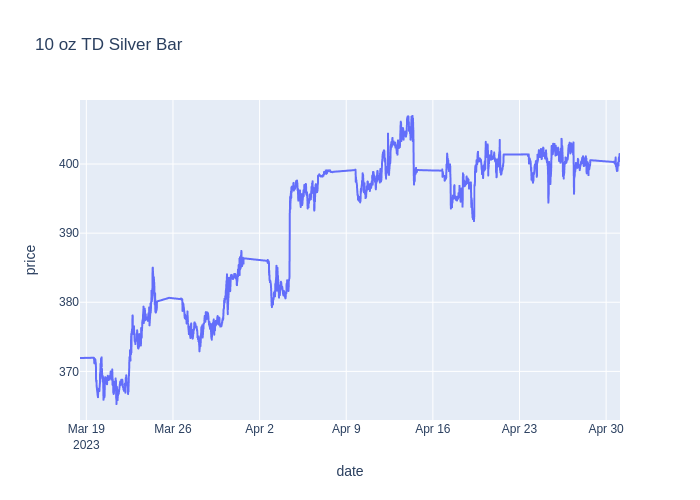 10 oz TD Silver Bar
price
400
390
380
370
Mar 19
2023
Mar 26
Apr 2
Apr 9
Apr 16
Apr 23
Apr 30
date